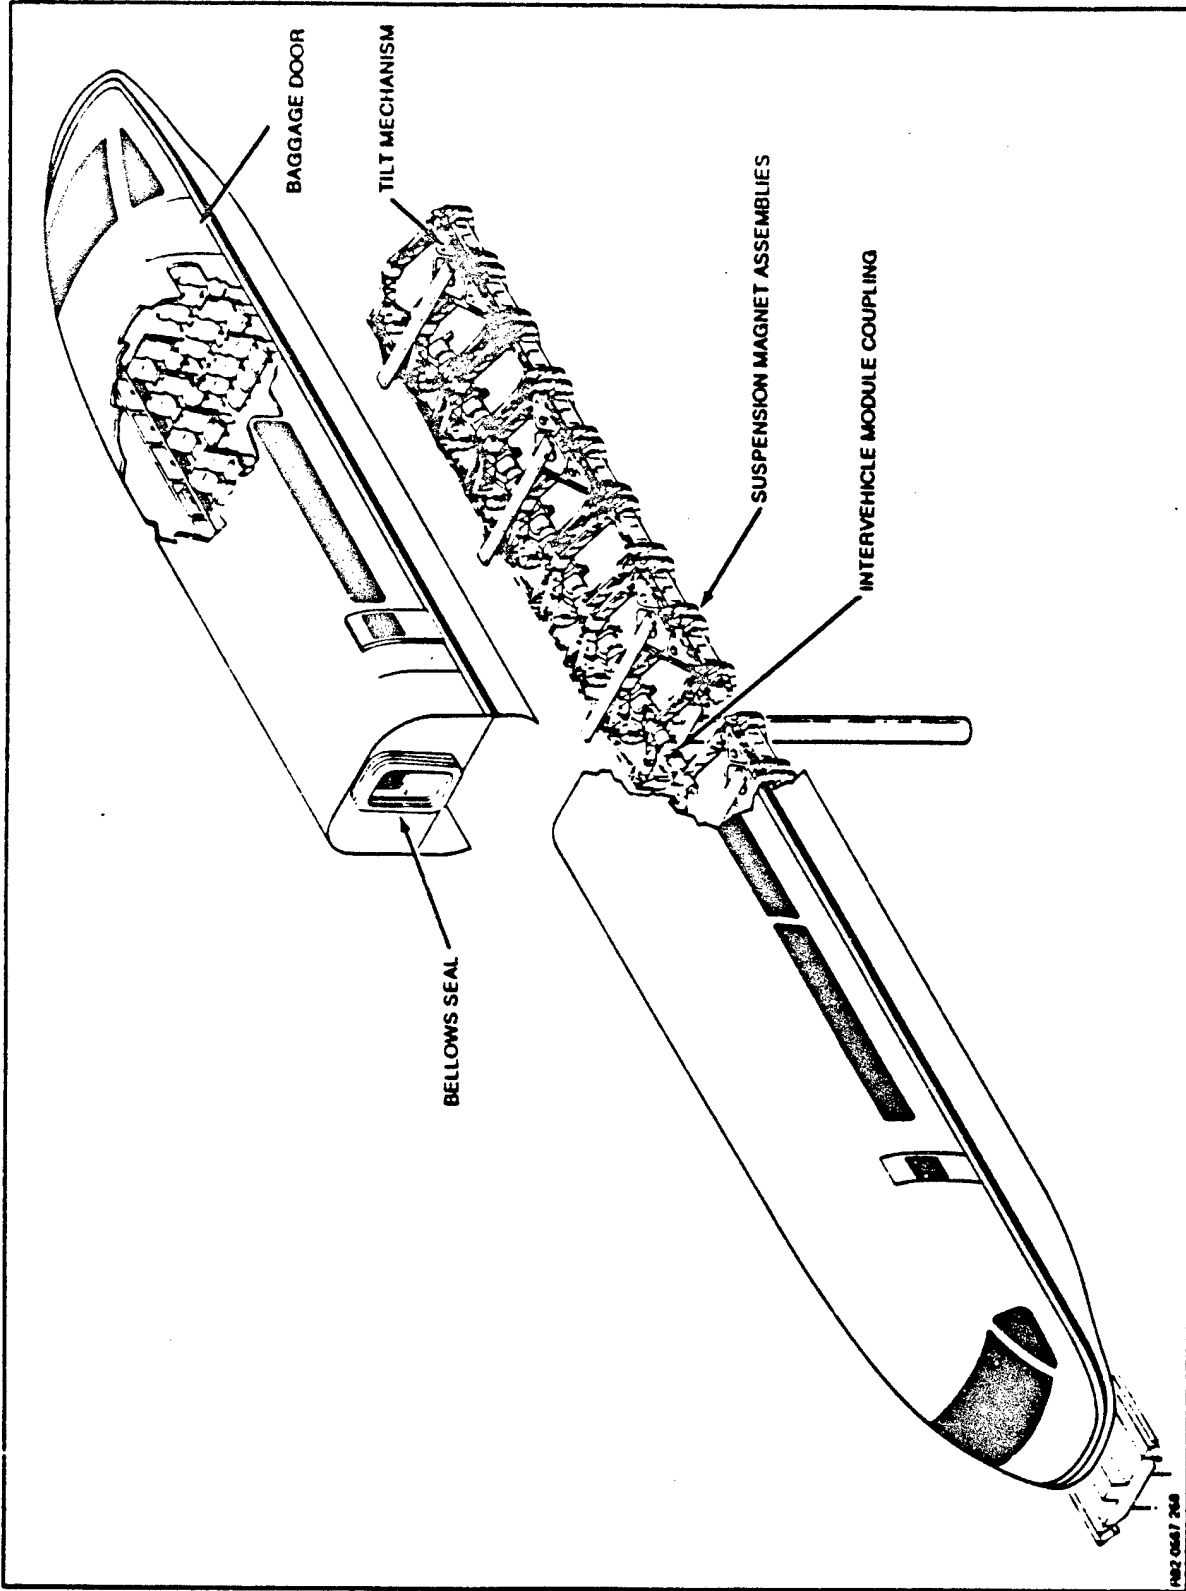 BAGGAGE DOOR
TILT MECHANISM
SUSPENSION MAGNET ASSEMBLIES
INTERVEHICLE MODULE COUPLING
BELLOWS SEAL